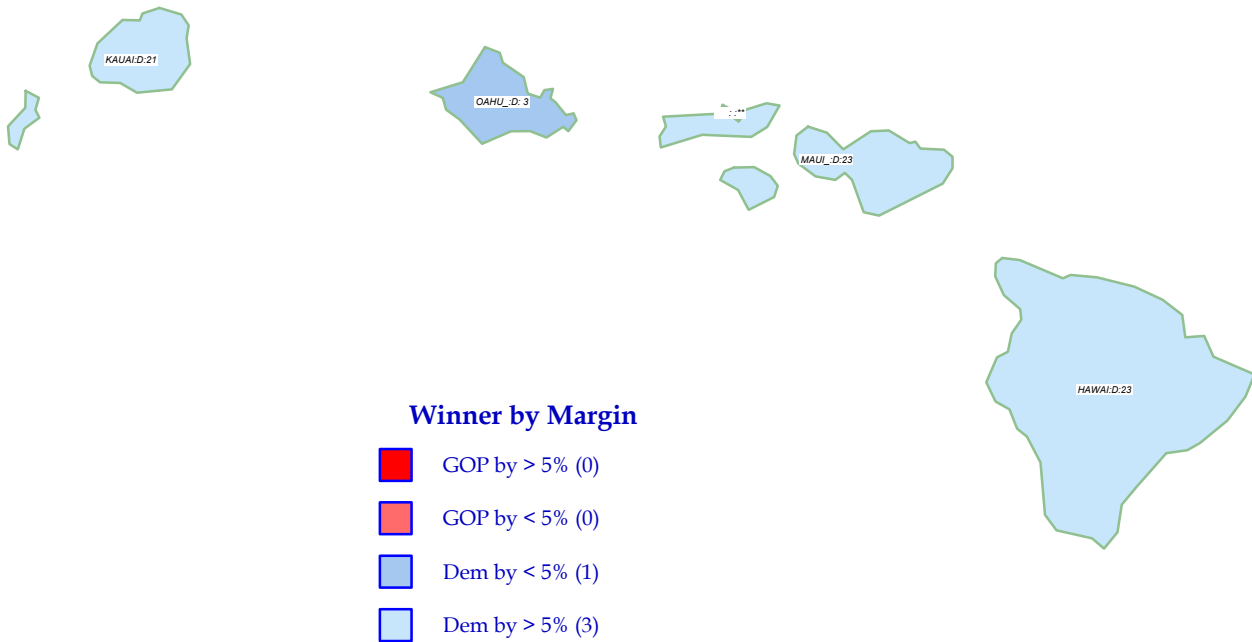 KAUAI:D:21
OAHU_:D: 3
MAUI_:D:23
HAWAI:D:23
Winner by Margin
GOP by > 5% (0)
GOP by < 5% (0)
Dem by < 5% (1)
Dem by > 5% (3)